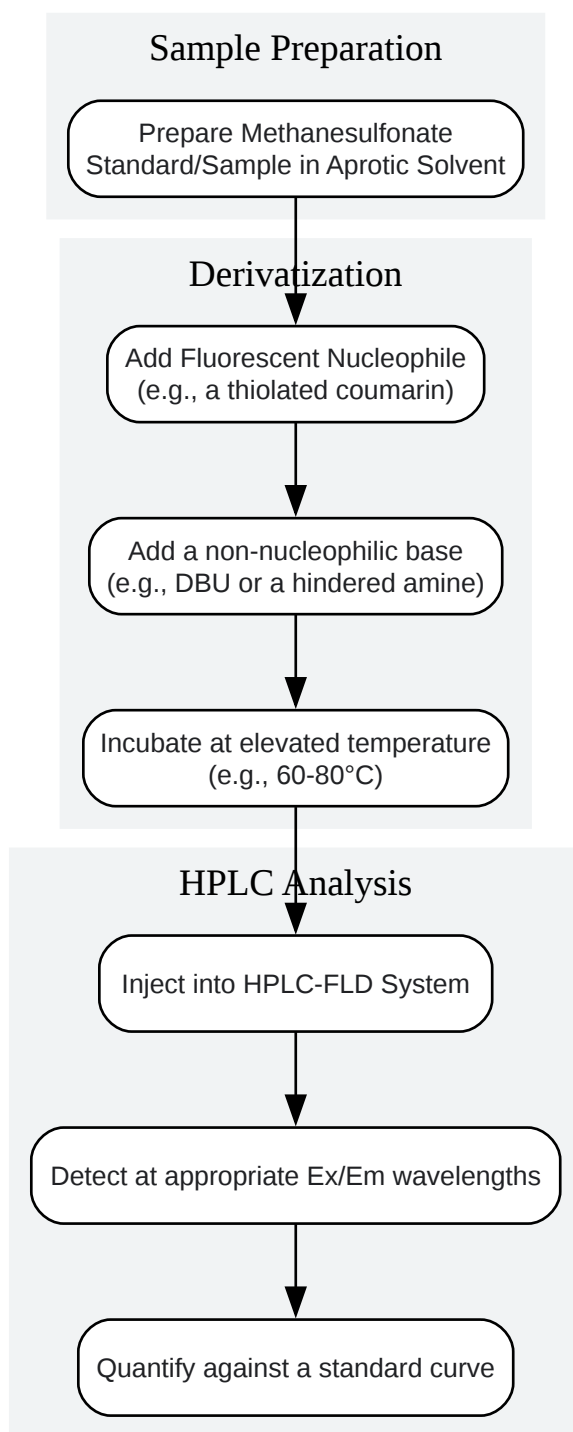 Sample Preparation
Prepare Methanesulfonate
Standard/Sample in Aprotic Solvent
Derivatization
Add Fluorescent Nucleophile
(e.g., a thiolated coumarin)
Add a non-nucleophilic base
(e.g., DBU or a hindered amine)
Incubate at elevated temperature
(e.g., 60-80°C)
HPLC Analysis
Inject into HPLC-FLD System
Detect at appropriate Ex/Em wavelengths
Quantify against a standard curve